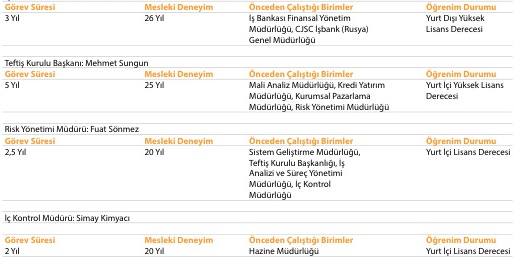 Görev Süresi Mesleki Deneyim Önceden Çalıştığı Birimler Öğrenim Durumu
3 Yıl 26 Yıl İş Bankası Finansal Yönetim Yurt Dışı Yüksek
Müdürlüğü, CJSC İşbank (Rusya) Lisans Derecesi
Genel Müdürlüğü
Teftiş Kurulu Başkanı: Mehmet Sungun
Görev Süresi Mesleki Deneyim Önceden Çalıştığı Birimler Öğrenim Durumu
5 Yıl 25 Yıl Mali Analiz Müdürlüğü, Kredi Yatırım Yurt İçi Yüksek Lisans
Müdürlüğü, Kurumsal Pazarlama Derecesi
Müdürlüğü, Risk Yönetimi Müdürlüğü
Risk Yönetimi Müdürü: Fuat Sönmez
Görev Süresi Mesleki Deneyim Önceden Çalıştığı Birimler Öğrenim Durumu
2,5 Yıl 20 Yıl Sistem Geliştirme Müdürlüğü, Yurt İçi Lisans Derecesi
Teftiş Kurulu Başkanlığı, İş
Analizi ve Süreç Yönetimi
Müdürlüğü, İç Kontrol
Müdürlüğü
İç Kontrol Müdürü: Simay Kimyacı
Görev Süresi Mesleki Deneyim Önceden Çalıştığı Birimler Öğrenim Durumu
2 Yıl 20 Yıl Hazine Müdürlüğü Yurt İçi Lisans Derecesi